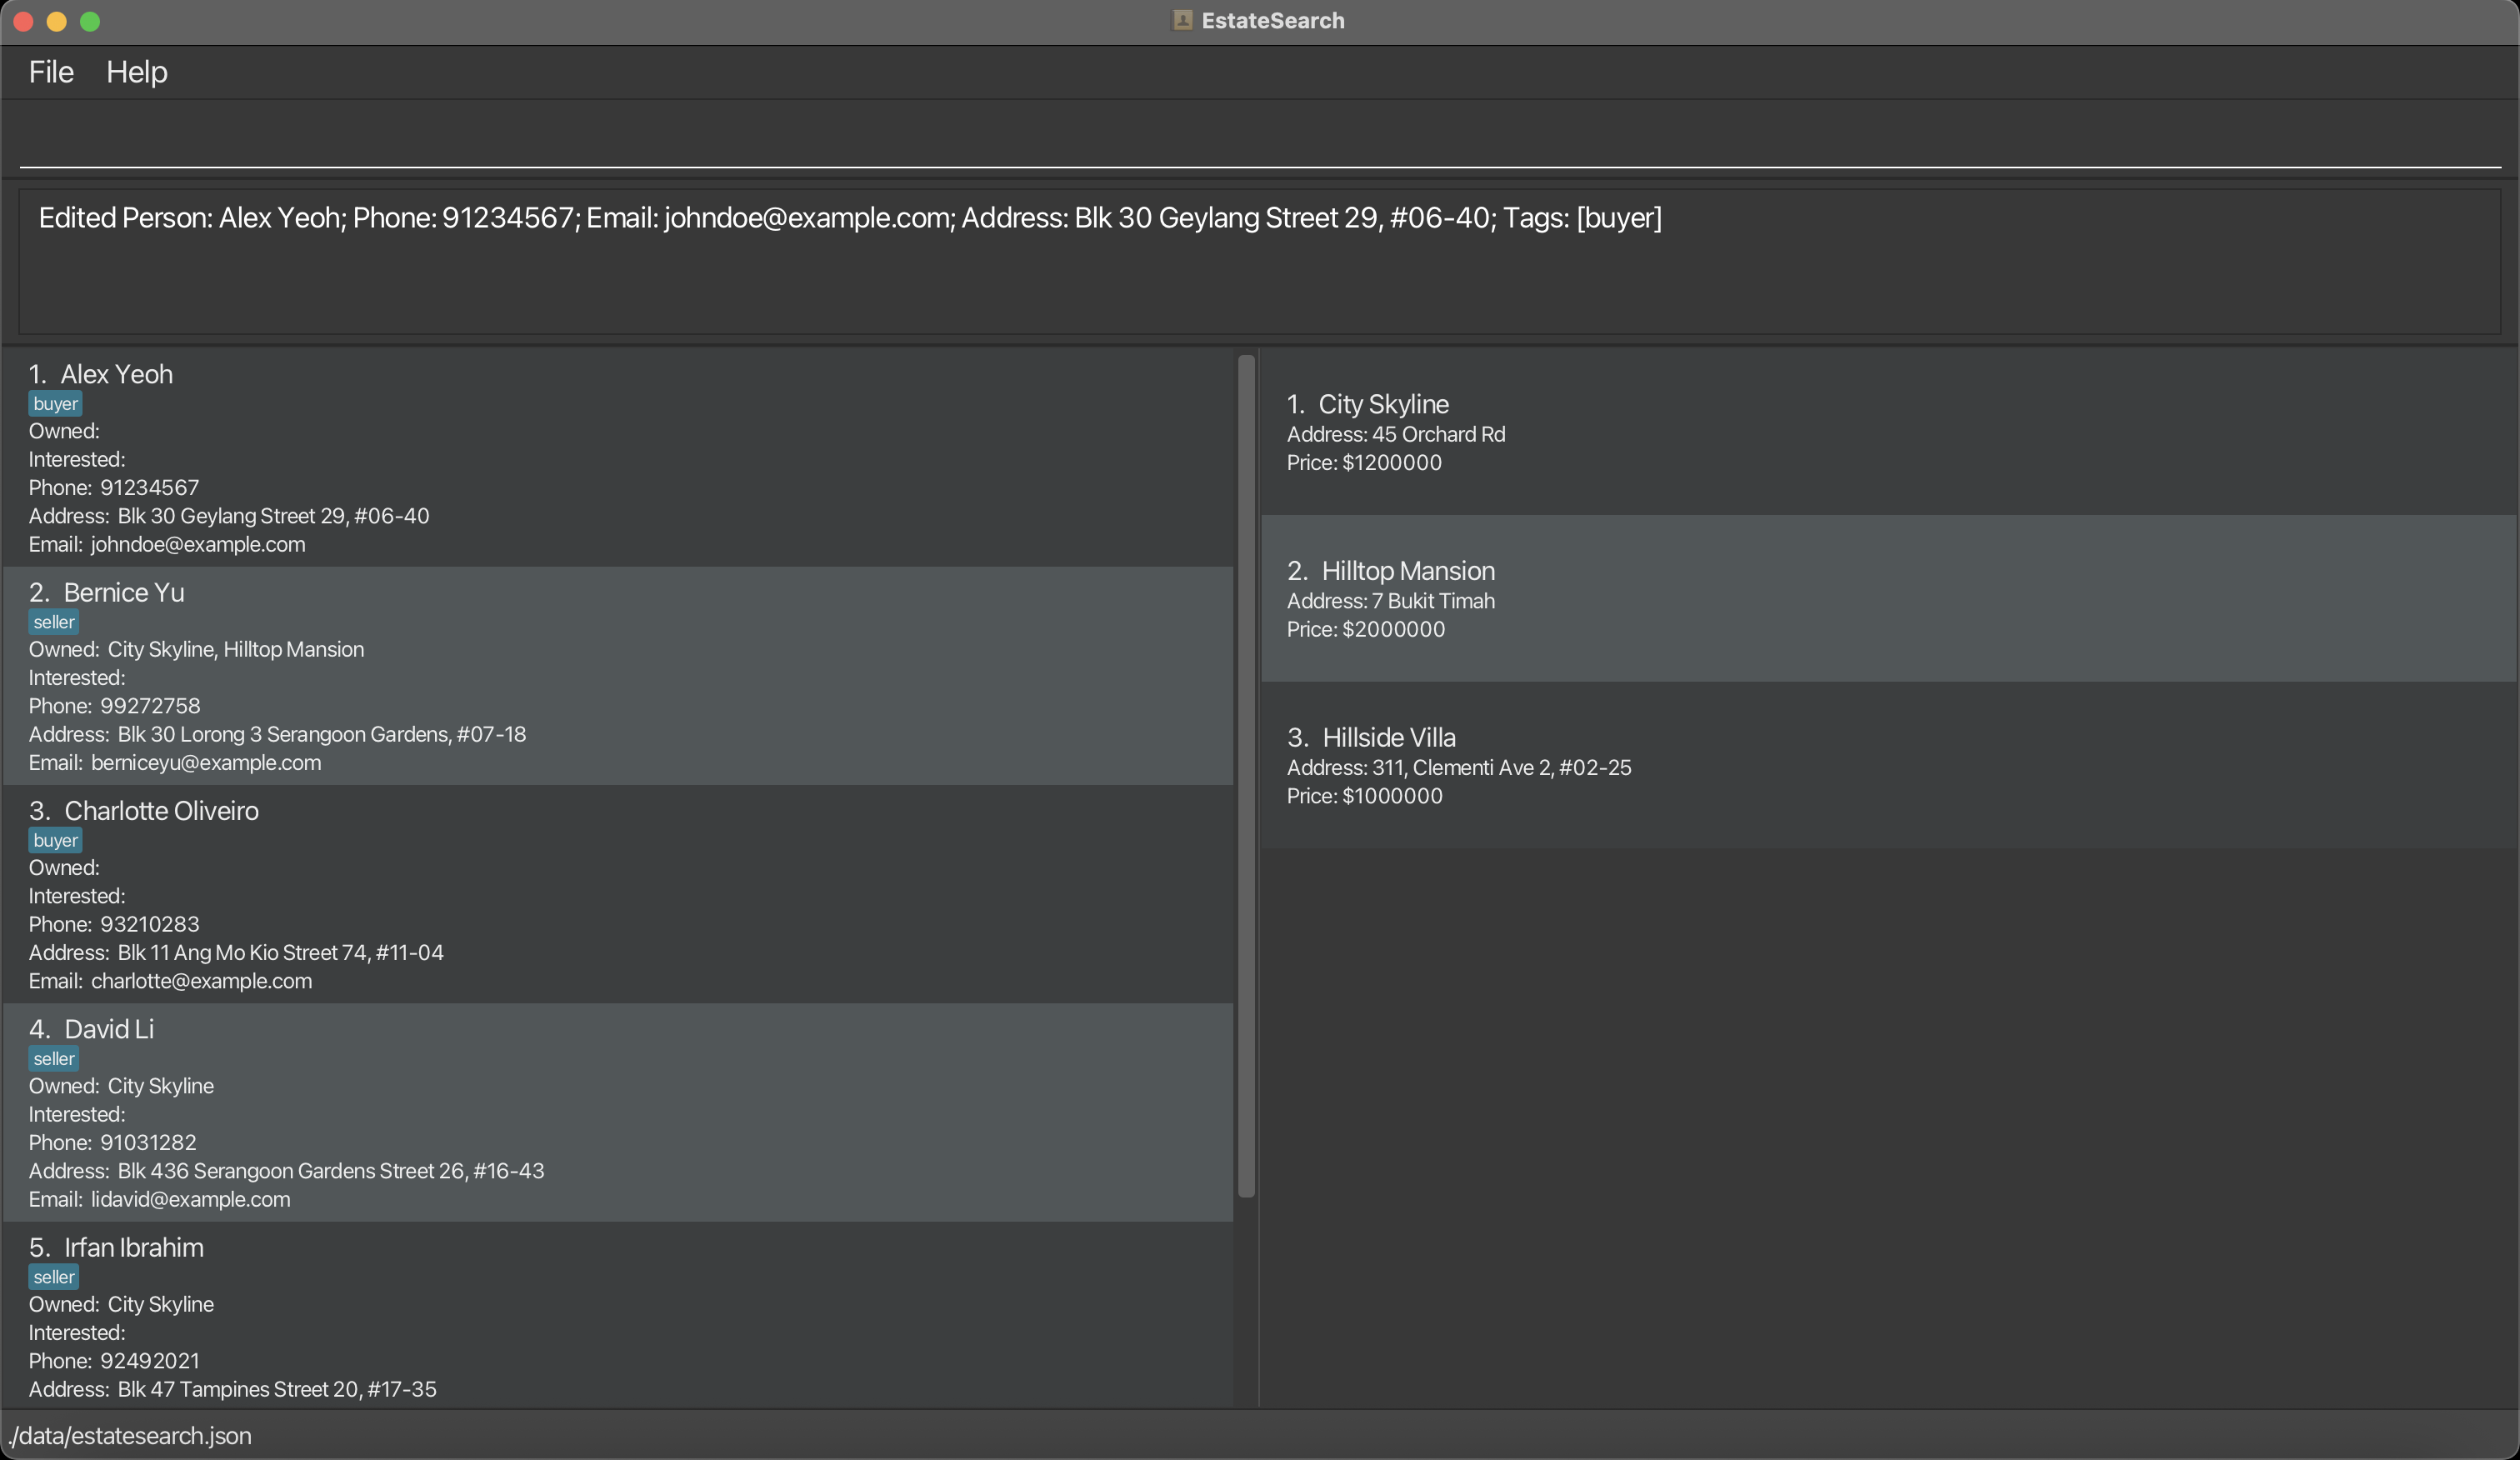 EstateSearch
File Help
Edited Person: Alex Yeoh; Phone: 91234567; Email: johndoe@example.com; Address: Blk 30 Geylang Street 29, #06-40; Tags: [buyer]
1. Alex Yeoh
buyer
Owned:
Interested:
Phone: 91234567
Address: Blk 30 Geylang Street 29, #06-40
Email: johndoe@example.com
2. Bernice Yu
seller
Owned: City Skyline, Hilltop Mansion
Interested:
Phone: 99272758
Address: Blk 30 Lorong 3 Serangoon Gardens, #07-18
Email: berniceyu@example.com
3. Charlotte Oliveiro
buyer
Owned:
Interested:
Phone: 93210283
Address: Blk 11 Ang Mo Kio Street 74, #11-04
Email: charlotte@example.com
4. David Li
seller
Owned: City Skyline
Interested:
Phone: 91031282
Address: Blk 436 Serangoon Gardens Street 26, #16-43
Email: lidavid@example.com
5. Irfan Ibrahim
seller
Owned: City Skyline
Interested:
Phone: 92492021
Address: Blk 47 Tampines Street 20, #17-35
1. City Skyline
Address: 45 Orchard Rd
Price: $1200000
2. Hilltop Mansion
Address: 7 Bukit Timah
Price: $2000000
3. Hillside Villa
Address: 311, Clementi Ave 2, #02-25
Price: $1000000
./data/estatesearch.json